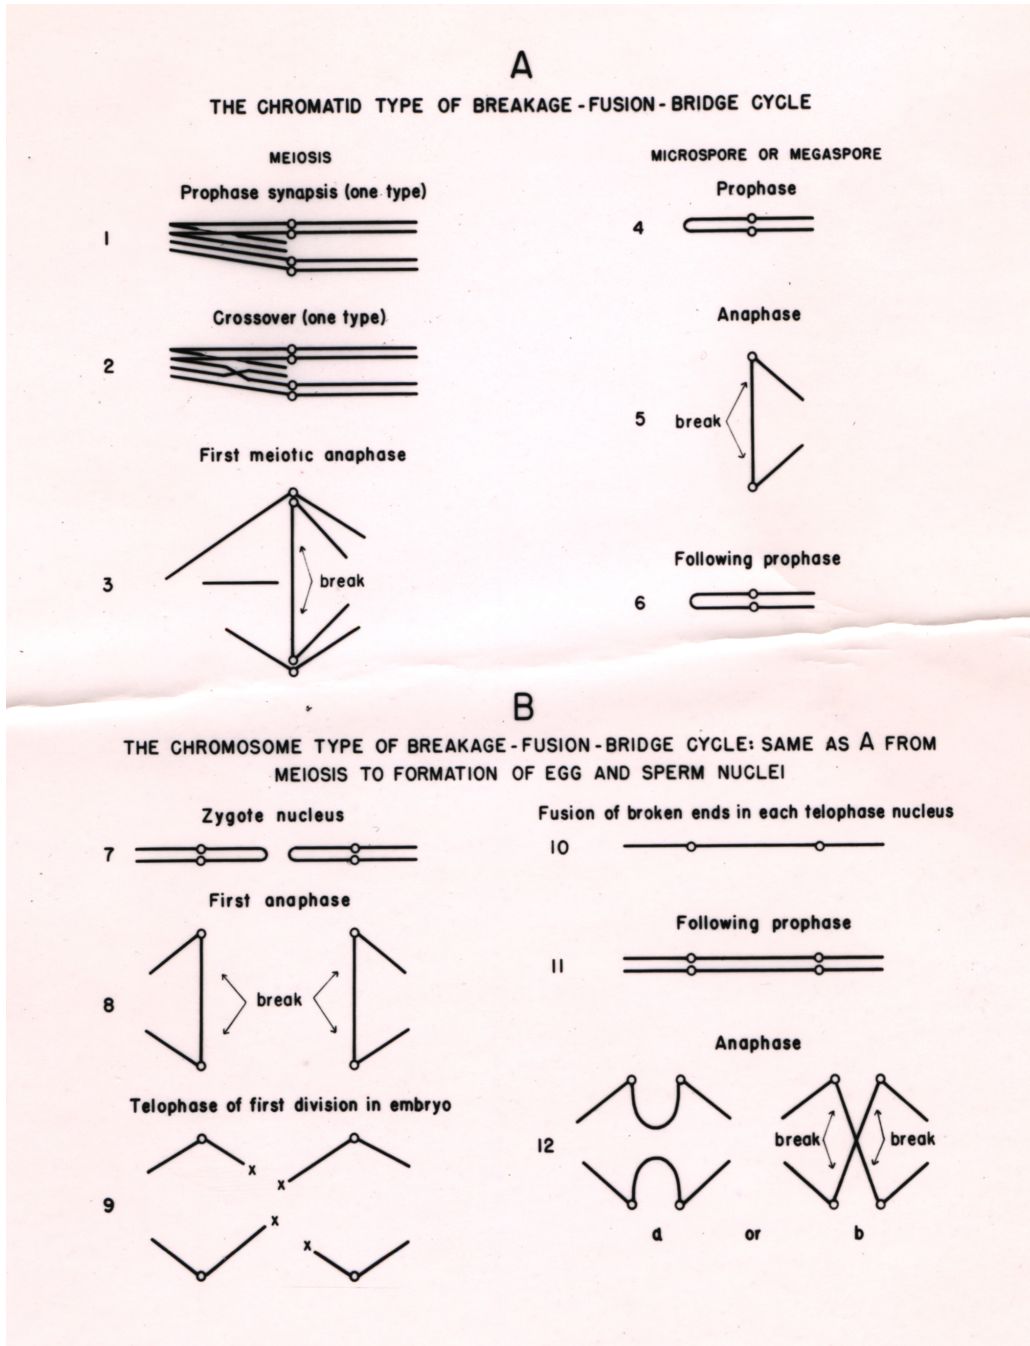 A
THE CHROMATID TYPE OF BREAKAGE-FUSION-BRIDGE CYCLE
MEIOSIS
Prophase synapsis (one type)
1
Crossover (one type)
2
First meiotic anaphase
3
break
MICROSPORE OR MEGASPORE
Prophase
4
Anaphase
5
break
Following prophase
6
B
THE CHROMOSOME TYPE OF BREAKAGE-FUSION-BRIDGE CYCLE: SAME AS A FROM
MEIOSIS TO FORMATION OF EGG AND SPERM NUCLEI
Zygote nucleus
7
First anaphase
8
break
Telophase of first division in embryo
9
x
x
x
x
Fusion of broken ends in each telophase nucleus
10
Following prophase
11
Anaphase
12
break
break
a or b